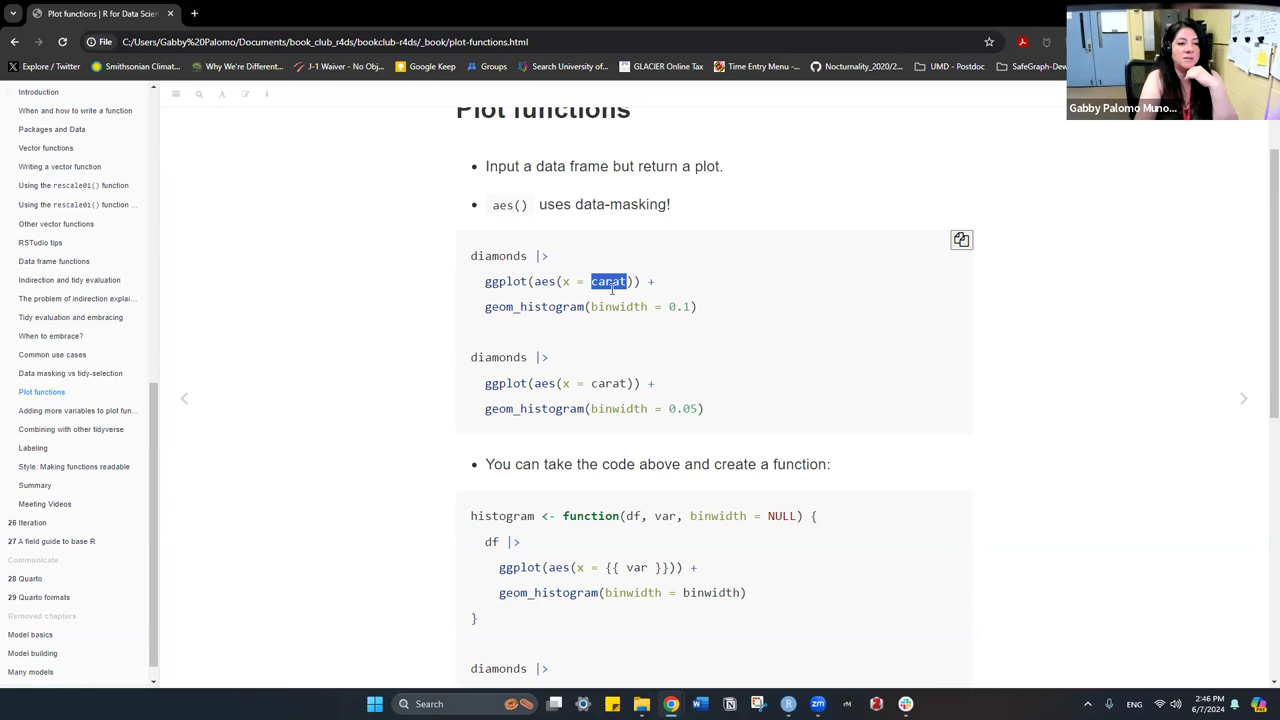 Plot functions | R for Data Scien
File C:/Users/Gabby%20Palomo/Documents/book_club_r4ds/bookclub-r4ds/_book/plot-functions.html
Explore / Twitter
Smithsonian Climat...
Why We're Different...
J-1 Waiver - No Obj...
Google Keep
GLACIER Online Tax
Nocturnality_2020/2...
UMD - Postdoc
SafeGraph-Dew
Gabby Palomo Muno...
Introduction
When and how to write a function
Packages and Data
Vector functions
Writing a vector function
Using the rescale01() function
Using the rescale01() function ...
Other vector functions
RSTudio tips
Data frame functions
Indirection and tidy evaluation
The problem of indirection explai...
Tidy evaluation and embracing
When to embrace?
Common use cases
Data masking vs tidy-selection
Plot functions
Adding more variables to plot fun...
Combining with other tidyverse
Labeling
Style: Making functions readable
Summary
Meeting Videos
26 Iteration
27 A field guide to base R
Communicate
28 Quarto
29 Quarto formats
Removed chapters
Model basics
Model building
Many models
Plot functions
Input a data frame but return a plot.
aes() uses data-masking!
diamonds |>
ggplot(aes(x = carat)) +
geom_histogram(binwidth = 0.1)
diamonds |>
ggplot(aes(x = carat)) +
geom_histogram(binwidth = 0.05)
You can take the code above and create a function:
histogram <- function(df, var, binwidth = NULL) {
df |>
ggplot(aes(x = {{ var }})) +
geom_histogram(binwidth = binwidth)
}
diamonds |>
Search
ENG
2:46 PM
6/7/2024